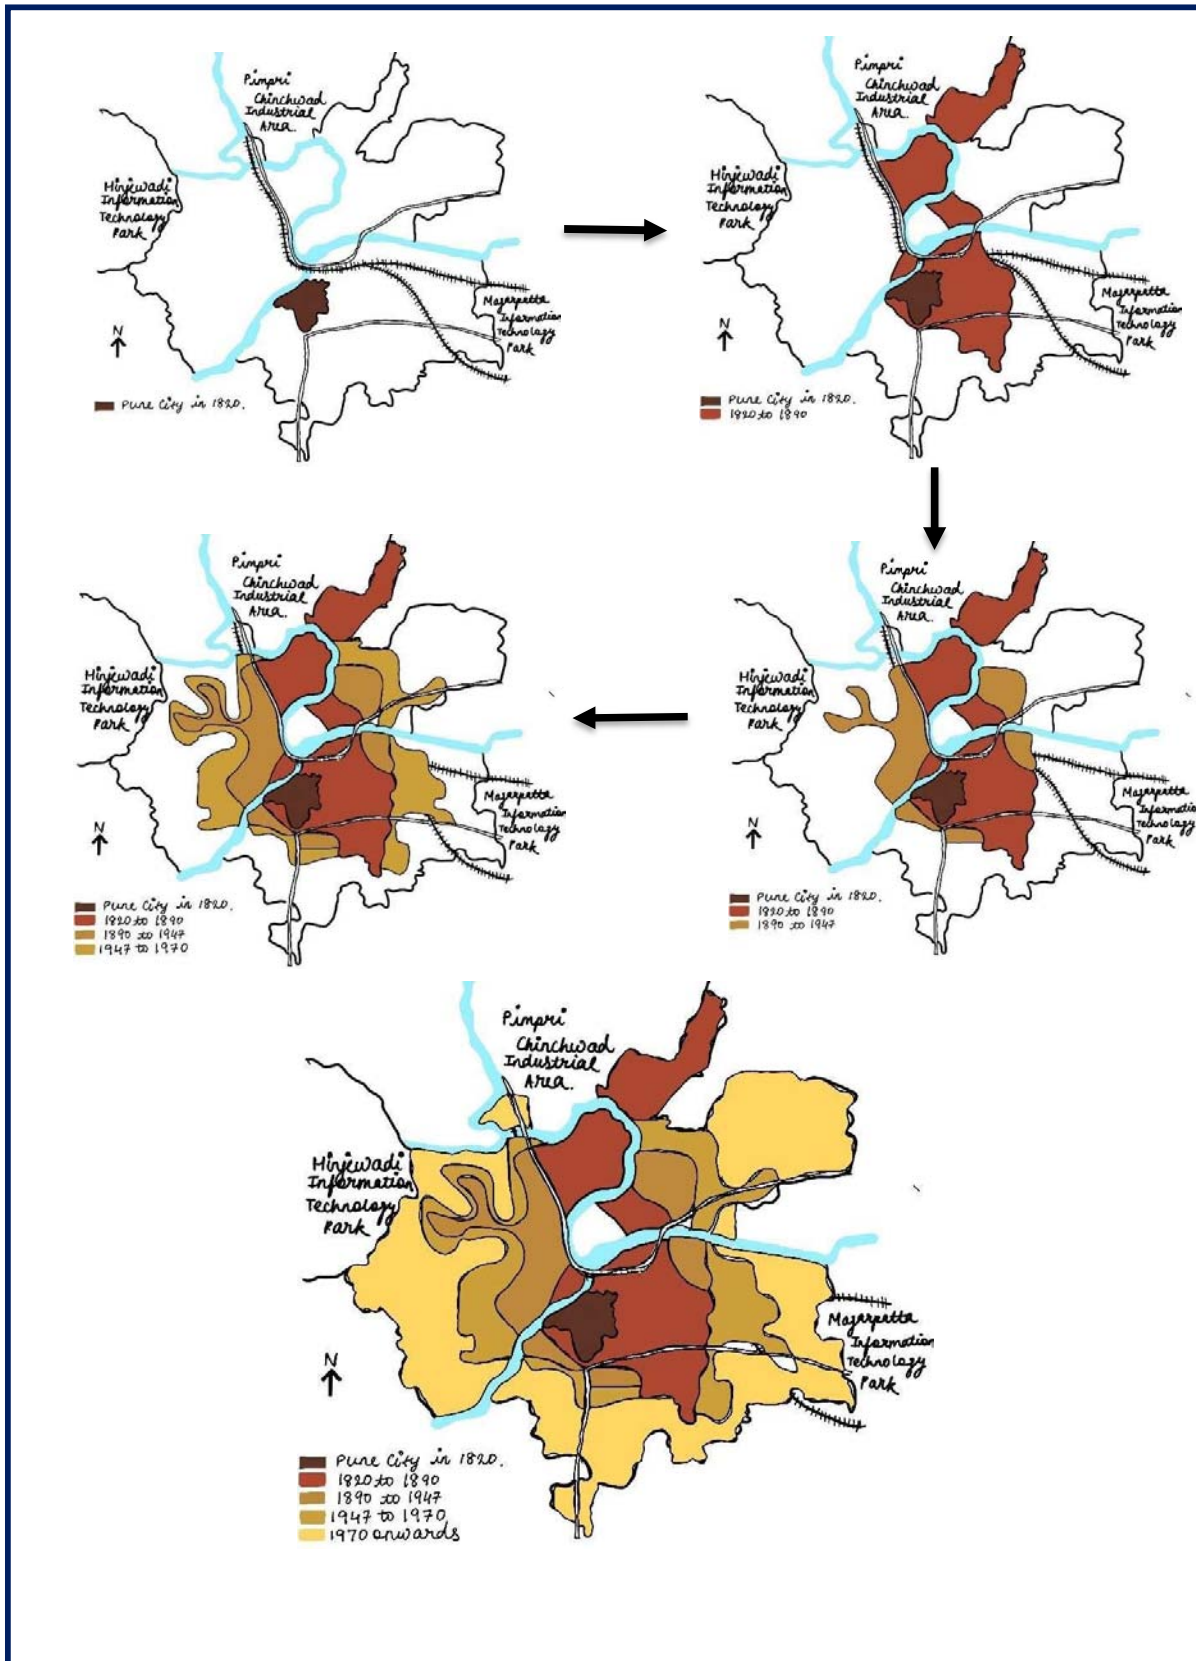 Pimpri
Chinchwad
Industrial
Area.
Hinjewadi
Information
Technology
Park
Magarpatta
Information
Technology
Park
N
Pune City in 1820.
Pimpri
Chinchwad
Industrial
Area.
Hinjewadi
Information
Technology
Park
Magarpatta
Information
Technology
Park
N
Pune City in 1820.
1820 to 1890
Pimpri
Chinchwad
Industrial
Area.
Hinjewadi
Information
Technology
Park
Magarpatta
Information
Technology
Park
N
Pune City in 1820.
1820 to 1890
1890 to 1947
1947 to 1970
Pimpri
Chinchwad
Industrial
Area.
Hinjewadi
Information
Technology
Park
Magarpatta
Information
Technology
Park
N
Pune City in 1820.
1820 to 1890
1890 to 1947
Pimpri
Chinchwad
Industrial
Area.
Hinjewadi
Information
Technology
Park
Magarpatta
Information
Technology
Park
N
Pune City in 1820.
1820 to 1890
1890 to 1947
1947 to 1970
1970 onwards